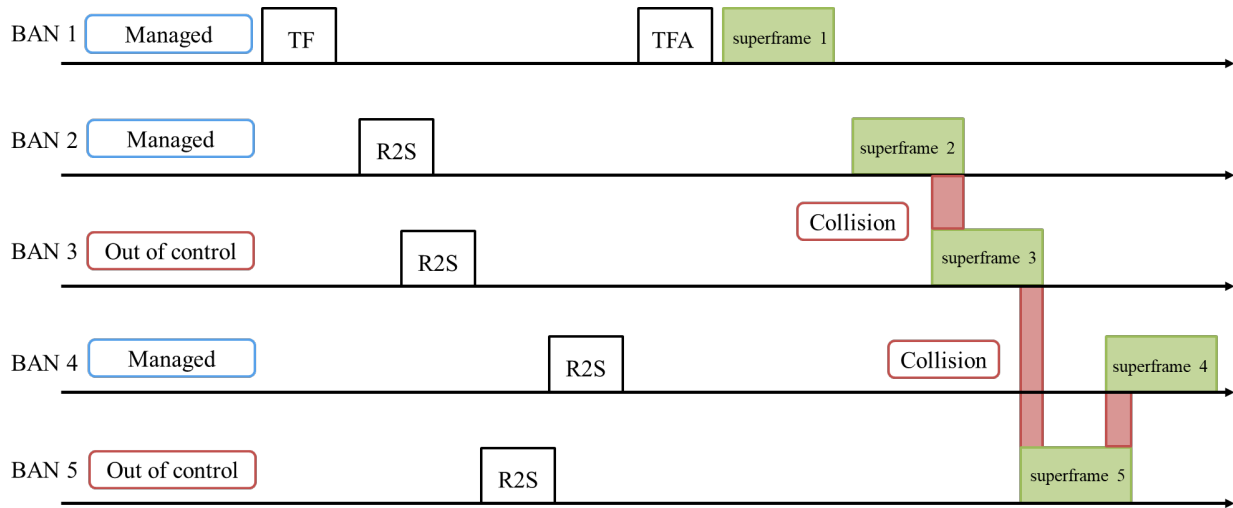 BAN 1
Managed
TF
TFA
superframe 1
BAN 2
Managed
R2S
superframe 2
Collision
BAN 3
Out of control
R2S
superframe 3
BAN 4
Managed
R2S
Collision
superframe 4
BAN 5
Out of control
R2S
superframe 5